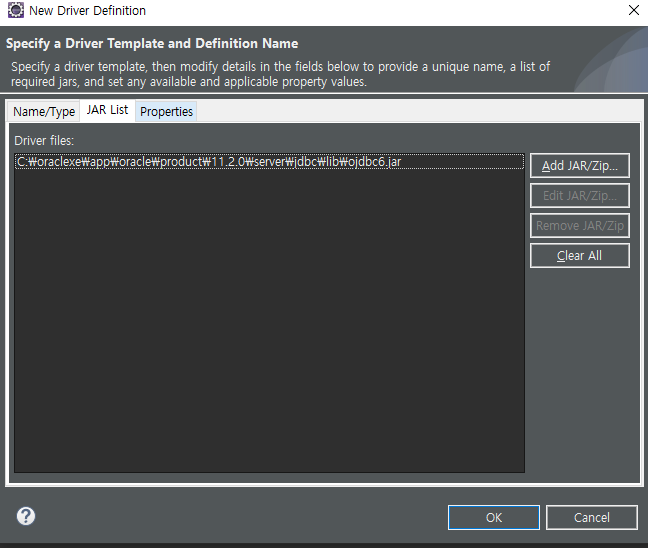 New Driver Definition
Specify a Driver Template and Definition Name
Specify a driver template, then modify details in the fields below to provide a unique name, a list of
required jars, and set any available and applicable property values.
Name/Type JAR List Properties
Driver files:
C:₩oraclexe₩app₩oracle₩product₩11.2.0₩server₩jdbc₩lib₩ojdbc6.jar
Add JAR/Zip...
Edit JAR/Zip...
Remove JAR/Zip
Clear All
?
OK Cancel